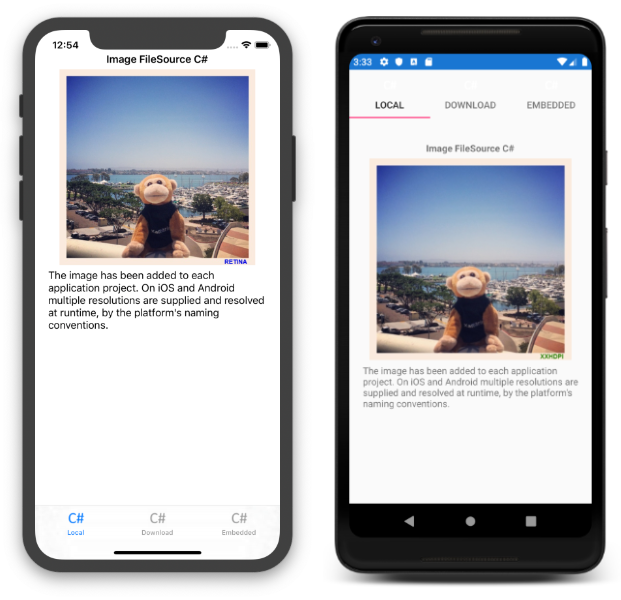 12:54
Image FileSource C#
RETINA
The image has been added to each
application project. On iOS and Android
multiple resolutions are supplied and resolved
at runtime, by the platform's naming
conventions.
C# C# C#
Local Download Embedded
3:33
LOCAL DOWNLOAD EMBEDDED
Image FileSource C#
XXHDPI
The image has been added to each application
project. On iOS and Android multiple resolutions are
supplied and resolved at runtime, by the platform's
naming conventions.